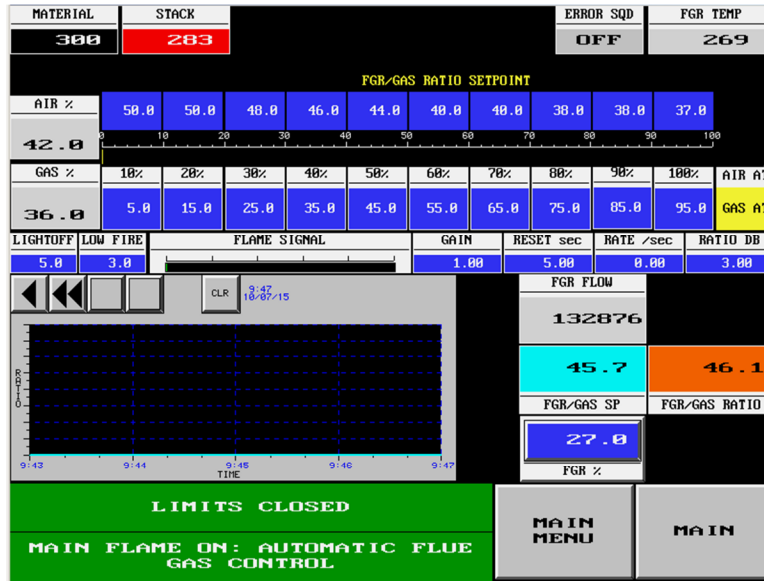 MATERIAL STACK ERROR SQD FGR TEMP
300 283 OFF 269
FGR/GAS RATIO SETPOINT
AIR % 50.0 50.0 48.0 46.0 44.0 40.0 40.0 38.0 38.0 37.0
42.0 0 10 20 30 40 50 60 70 80 90 100
GAS % 10% 20% 30% 40% 50% 60% 70% 80% 90% 100% AIR AT
36.0 5.0 15.0 25.0 35.0 45.0 55.0 65.0 75.0 85.0 95.0 GAS AT
LIGHTOFF LOW FIRE FLAME SIGNAL GAIN RESET sec RATE /sec RATIO DB
5.0 3.0 1.00 5.00 0.00 3.00
CLR 9:47
10/07/15
FGR FLOW
132876
45.7 46.1
FGR/GAS SP FGR/GAS RATIO
27.0
FGR %
RATIO
9:43 9:44 9:45 9:46 9:47
TIME
LIMITS CLOSED
MAIN FLAME ON: AUTOMATIC FLUE
GAS CONTROL
MAIN
MENU
MAIN